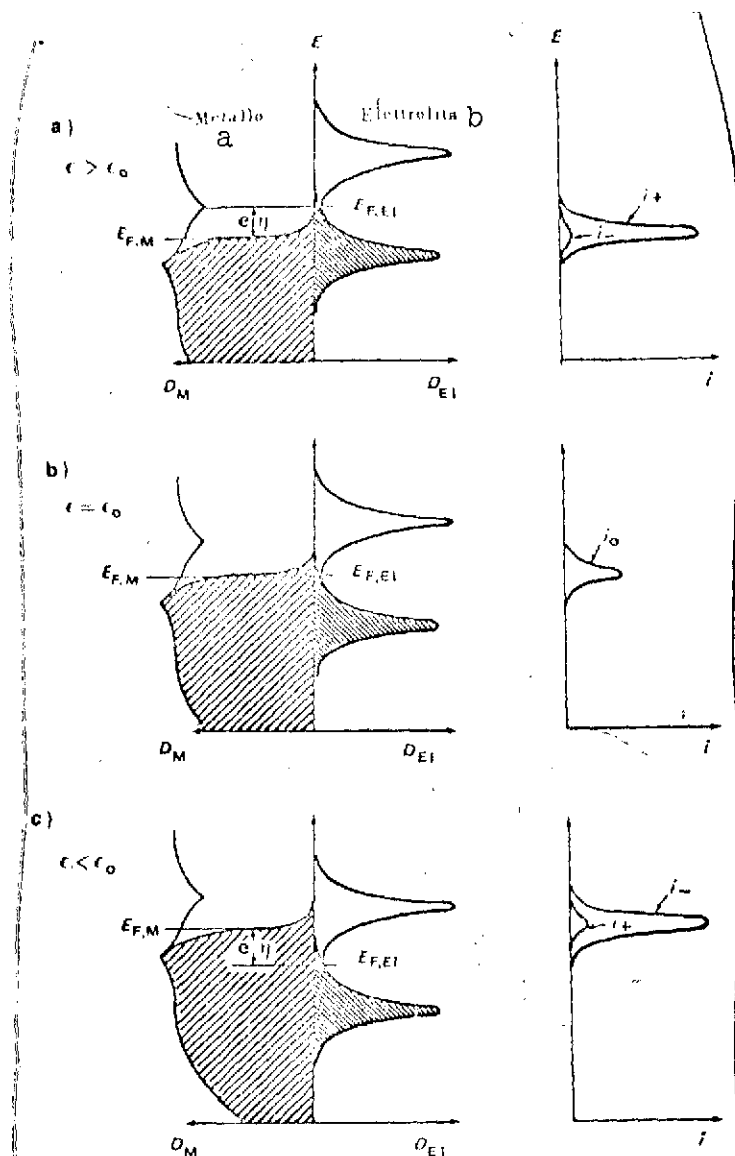 E E
a) Metallo Elettrolita b
a
ϵ > ϵ₀
E_F,El i+
E_F,M e η i−
D_M D_El i
b)
ϵ = ϵ₀
E_F,M E_F,El i₀
D_M D_El i
c)
ϵ < ϵ₀
E_F,M i−
e η E_F,El i+
D_M D_El i